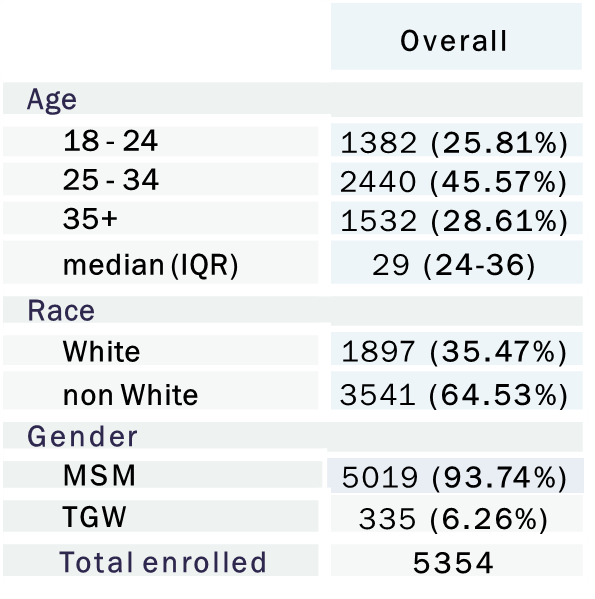 Overall
Age
18 - 24 1382 (25.81%)
25 - 34 2440 (45.57%)
35+ 1532 (28.61%)
median (IQR) 29 (24-36)
Race
White 1897 (35.47%)
non White 3541 (64.53%)
Gender
MSM 5019 (93.74%)
TGW 335 (6.26%)
Total enrolled 5354